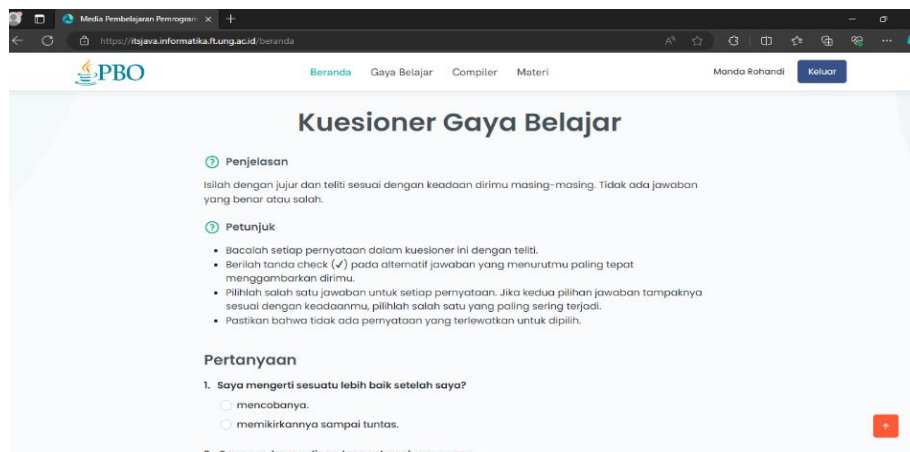 Media Pembelajaran Pemrogram
https://itsjava.informatika.ft.ung.ac.id/beranda
PBO
Beranda Gaya Belajar Compiler Materi
Manda Rohandi Keluar
Kuesioner Gaya Belajar
Penjelasan
Isilah dengan jujur dan teliti sesuai dengan keadaan dirimu masing-masing. Tidak ada jawaban
yang benar atau salah.
Petunjuk
• Bacalah setiap pernyataan dalam kuesioner ini dengan teliti.
• Berilah tanda check (✓) pada alternatif jawaban yang menurutmu paling tepat
menggambarkan dirimu.
• Pilihlah salah satu jawaban untuk setiap pernyataan. Jika kedua pilihan jawaban tampaknya
sesuai dengan keadaanmu, pilihlah salah satu yang paling sering terjadi.
• Pastikan bahwa tidak ada pernyataan yang terlewatkan untuk dipilih.
Pertanyaan
1. Saya mengerti sesuatu lebih baik setelah saya?
mencobanya.
memikirkannya sampai tuntas.